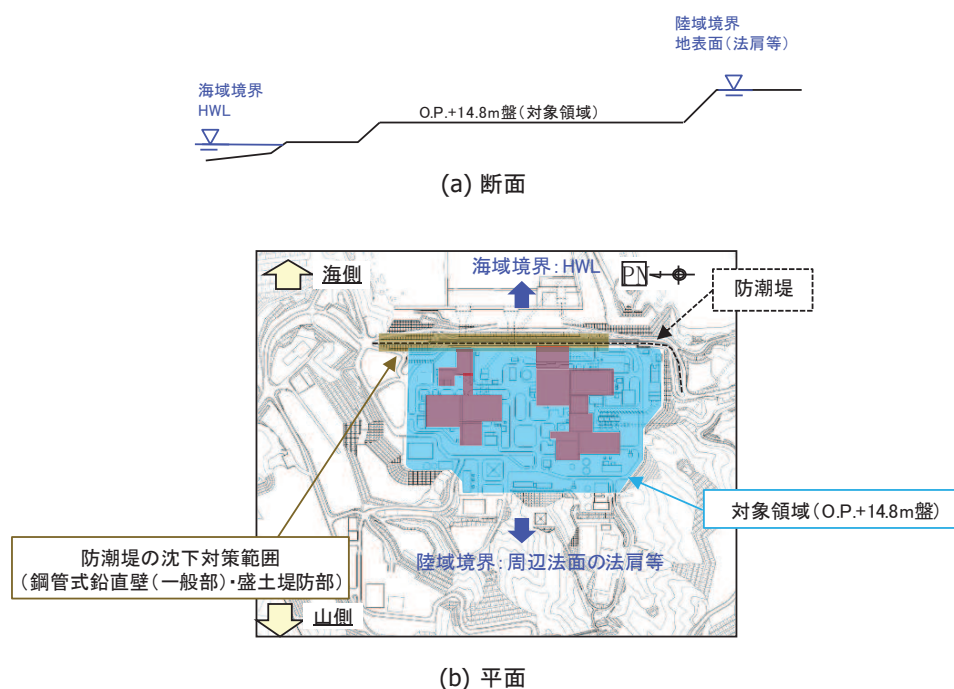 陸域境界
地表面(法肩等)
海域境界
HWL
O.P.+14.8m盤(対象領域)
(a) 断面
海側
海域境界:HWL
PN
防潮堤
対象領域(O.P.+14.8m盤)
防潮堤の沈下対策範囲
(鋼管式鉛直壁(一般部)・盛土堤防部)
陸域境界:周辺法面の法肩等
山側
(b) 平面